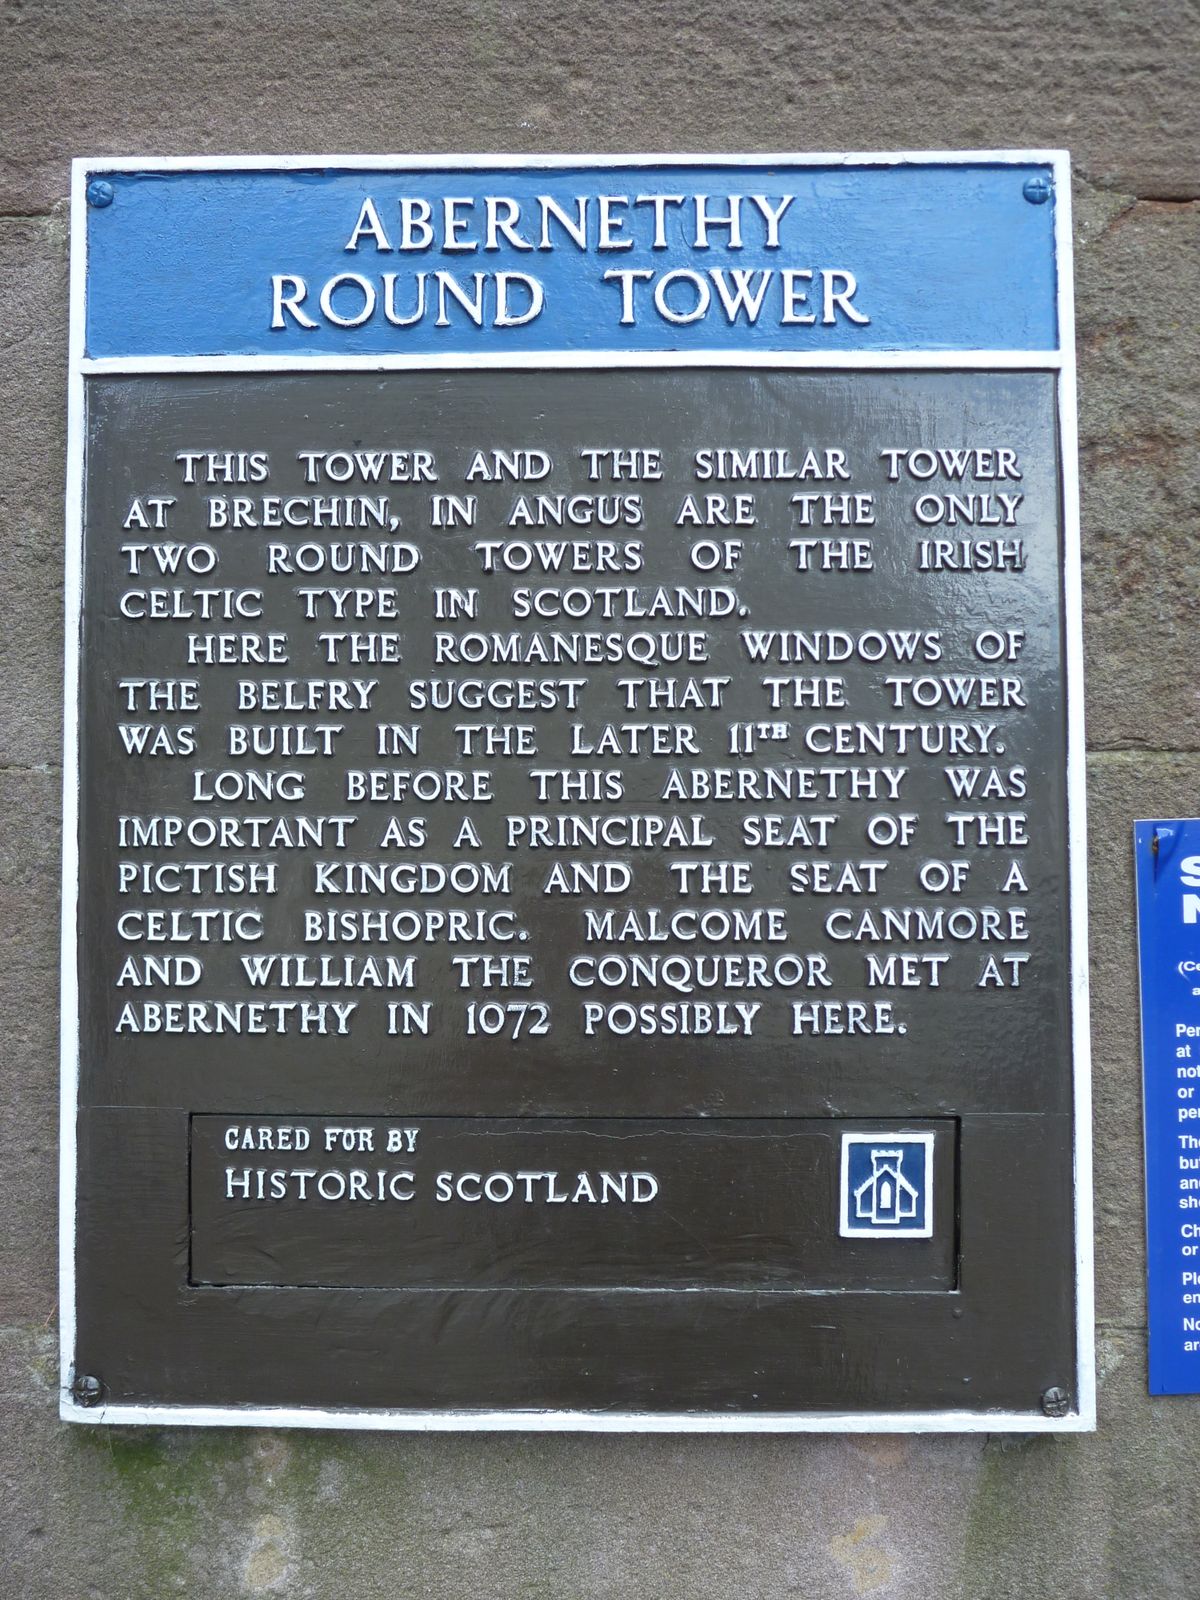 ABERNETHY
ROUND TOWER
THIS TOWER AND THE SIMILAR TOWER
AT BRECHIN, IN ANGUS ARE THE ONLY
TWO ROUND TOWERS OF THE IRISH
CELTIC TYPE IN SCOTLAND.
HERE THE ROMANESQUE WINDOWS OF
THE BELFRY SUGGEST THAT THE TOWER
WAS BUILT IN THE LATER 11TH CENTURY.
LONG BEFORE THIS ABERNETHY WAS
IMPORTANT AS A PRINCIPAL SEAT OF THE
PICTISH KINGDOM AND THE SEAT OF A
CELTIC BISHOPRIC. MALCOME CANMORE
AND WILLIAM THE CONQUEROR MET AT
ABERNETHY IN 1072 POSSIBLY HERE.
CARED FOR BY
HISTORIC SCOTLAND
at
or
or